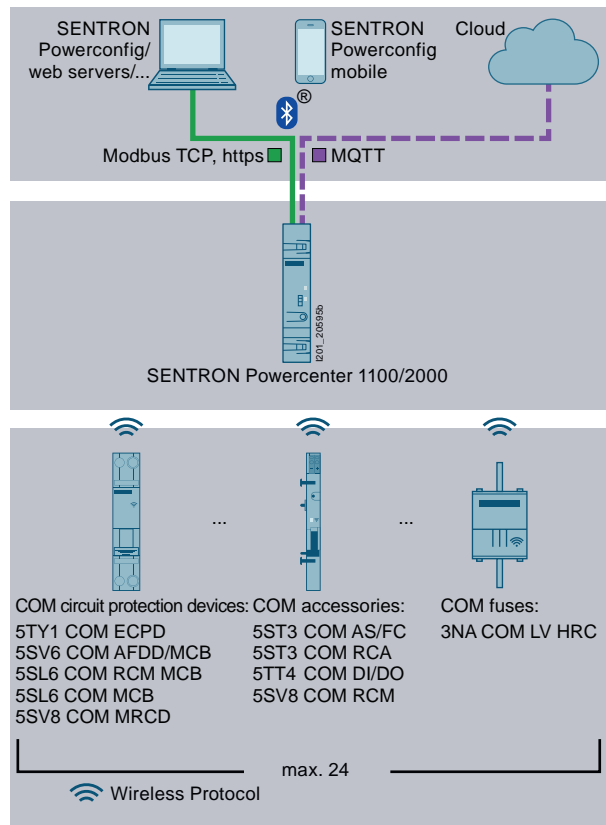 SENTRON
Powerconfig/
web servers/...
SENTRON
Powerconfig
mobile
Cloud
®
Modbus TCP, https
MQTT
I201_20595b
SENTRON Powercenter 1100/2000
...
...
COM circuit protection devices:
5TY1 COM ECPD
5SV6 COM AFDD/MCB
5SL6 COM RCM MCB
5SL6 COM MCB
5SV8 COM MRCD
COM accessories:
5ST3 COM AS/FC
5ST3 COM RCA
5TT4 COM DI/DO
5SV8 COM RCM
COM fuses:
3NA COM LV HRC
max. 24
Wireless Protocol